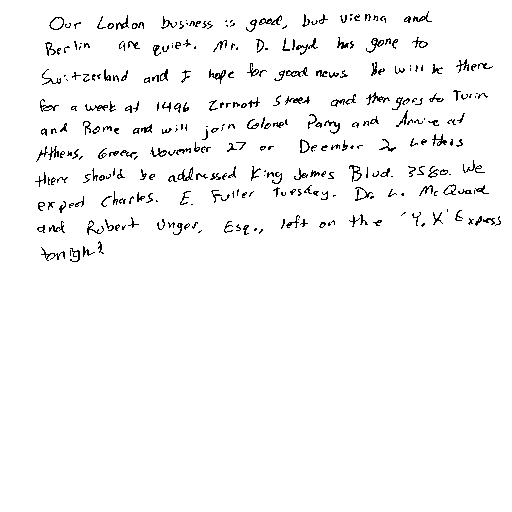 Our London business is good, but Vienna and
Berlin are quiet. Mr. D. Lloyd has gone to
Switzerland and I hope for good news. He will be there
for a week at 1496 Zermott Street and then goes to Turin
and Rome and will join Colonel Parry and Arrive at
Athens, Greece, November 27 or December 2. Letters
there should be addressed King James Blvd. 3580. We
expect Charles. E. Fuller Tuesday. Dr. L. McQuaid
and Robert Unger, Esq., left on the 'Y.X' Express
tonight